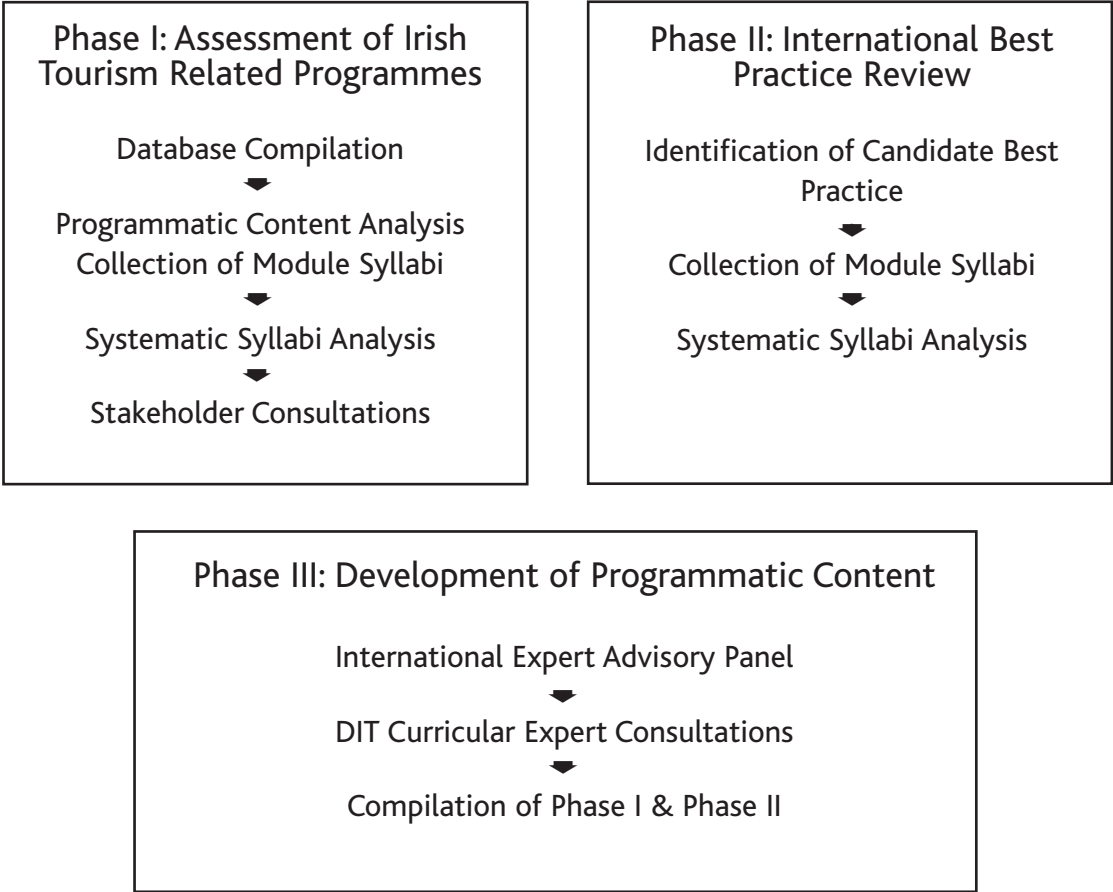 Phase I: Assessment of Irish
Tourism Related Programmes
Database Compilation
Programmatic Content Analysis
Collection of Module Syllabi
Systematic Syllabi Analysis
Stakeholder Consultations
Phase II: International Best
Practice Review
Identification of Candidate Best
Practice
Collection of Module Syllabi
Systematic Syllabi Analysis
Phase III: Development of Programmatic Content
International Expert Advisory Panel
DIT Curricular Expert Consultations
Compilation of Phase I & Phase II